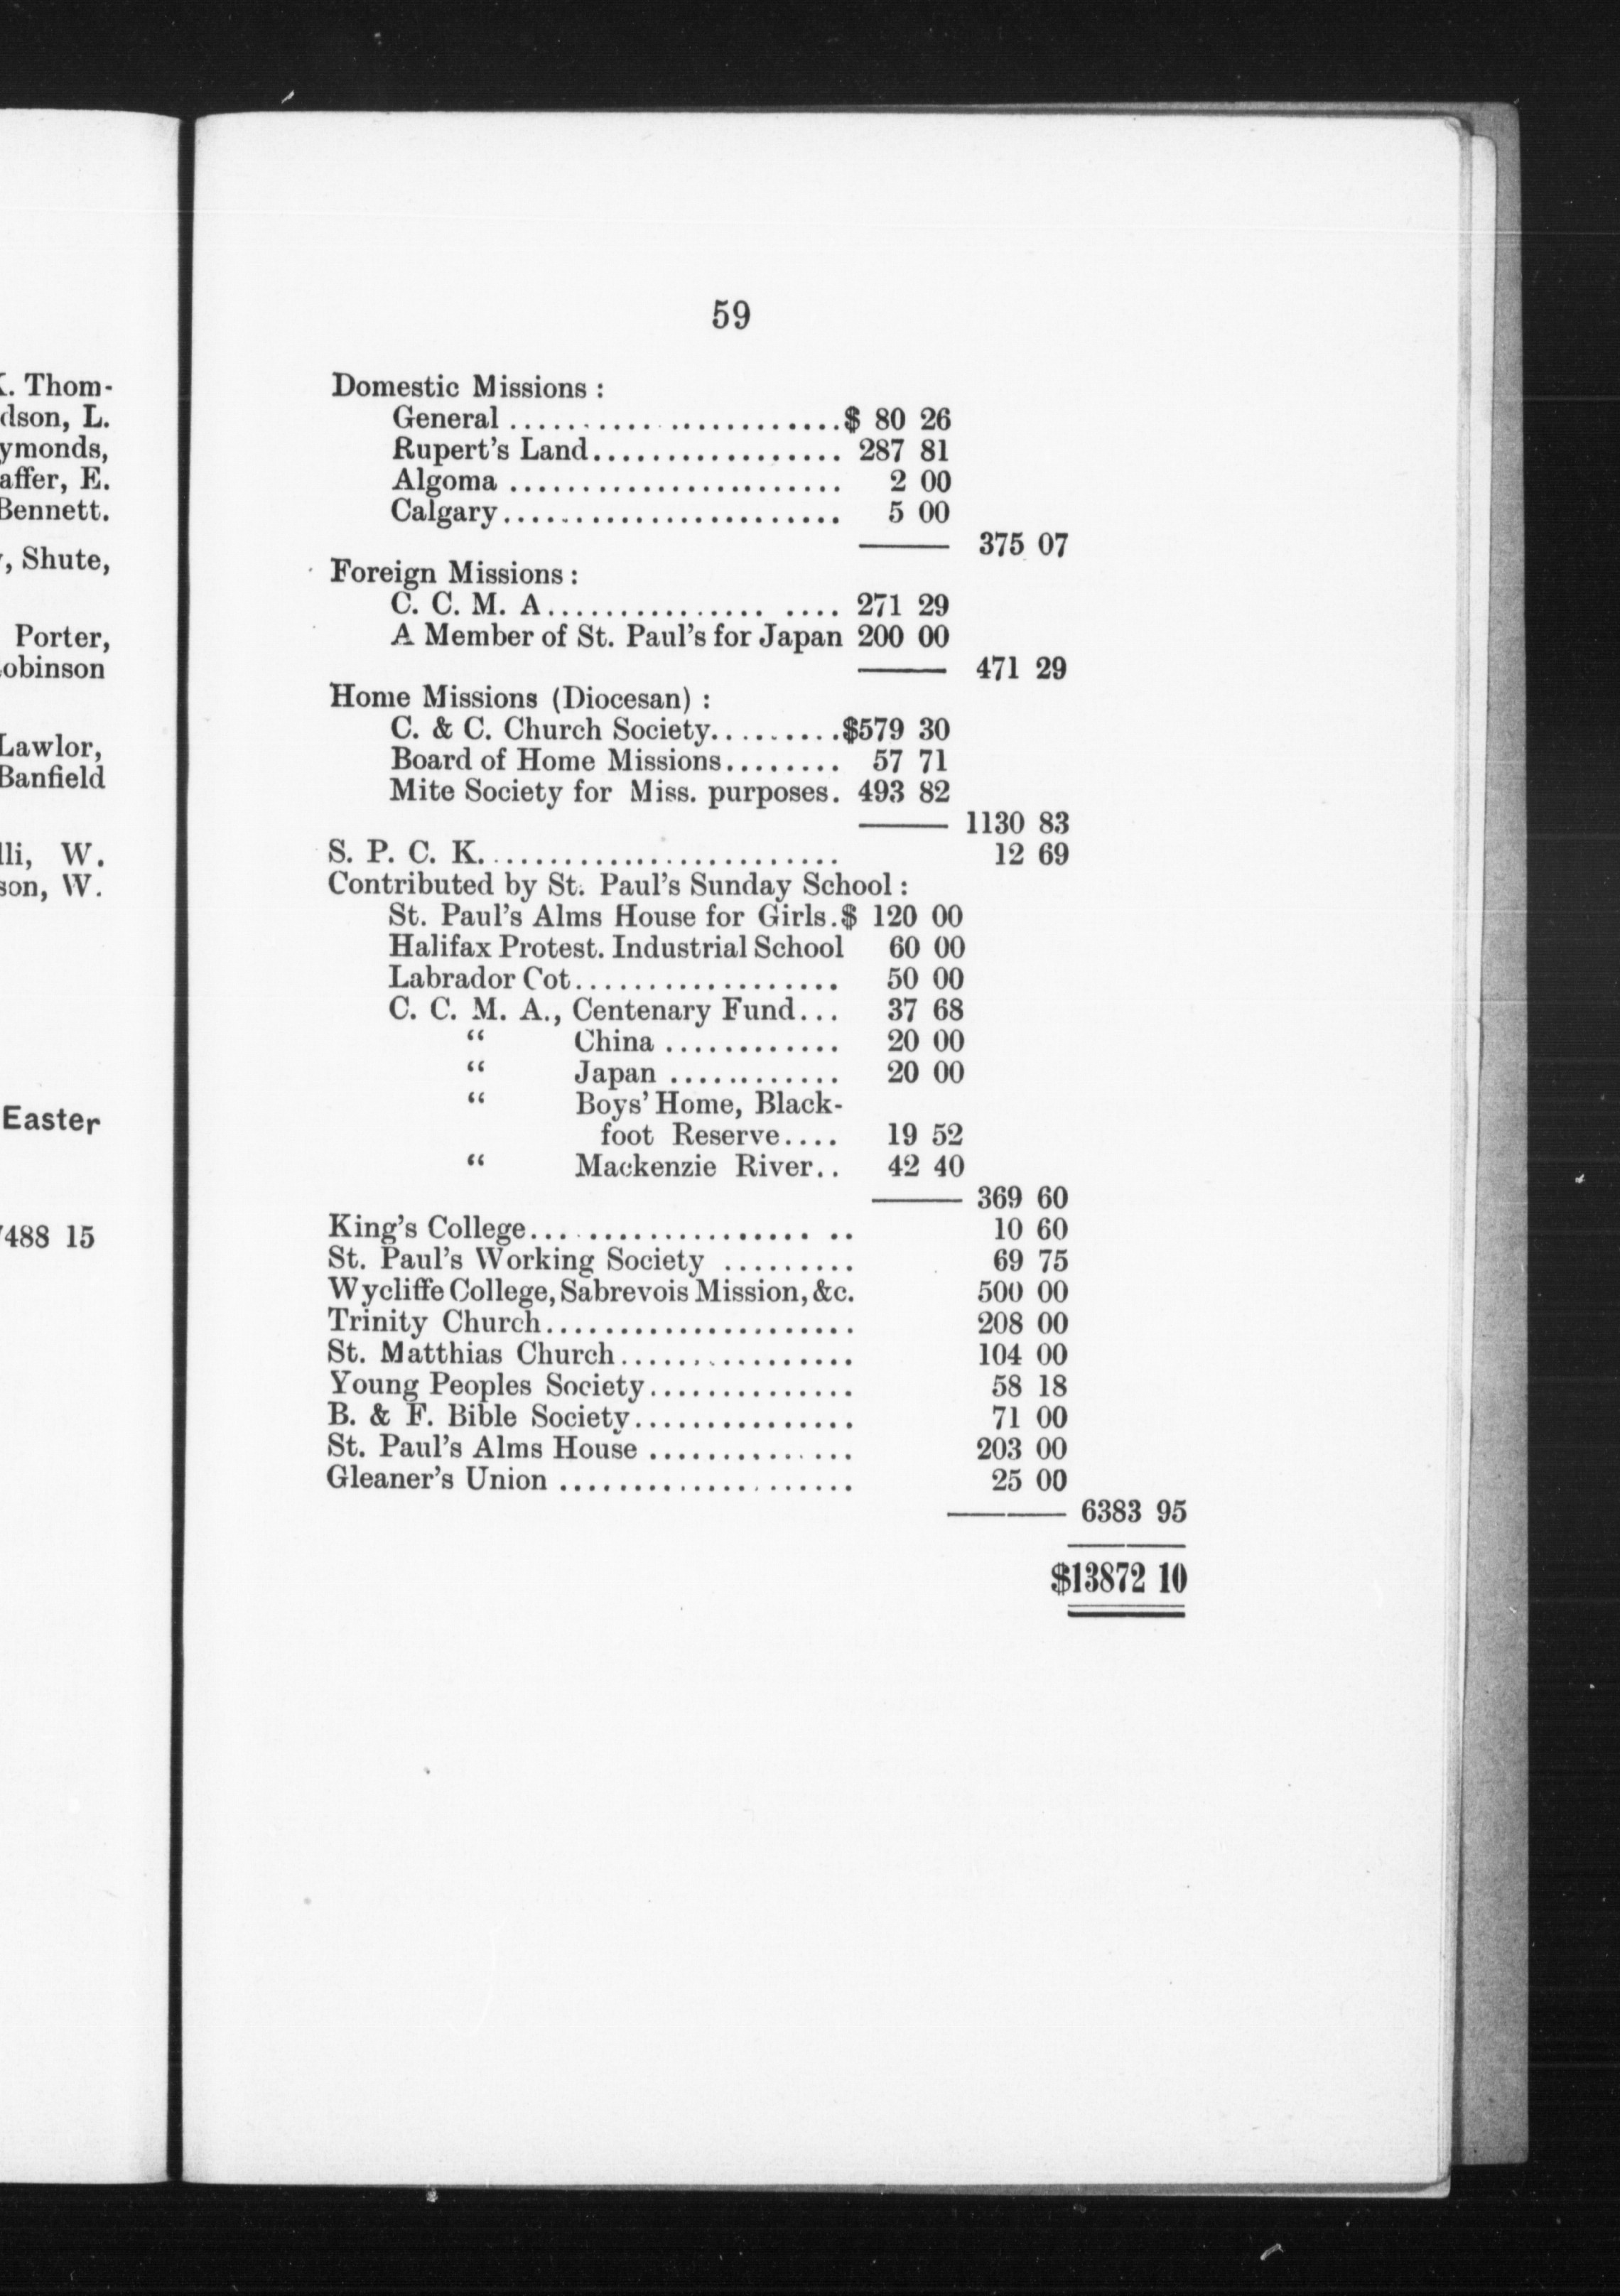 K. Thom-
dson, L.
ymonds,
affer, E.
Bennett.
, Shute,
Porter,
obinson
Lawlor,
Banfield
lli, W.
son, W.
Easter
7488 15
59
Domestic Missions :
General ........................$ 80 26
Rupert's Land................. 287 81
Algoma ....................... 2 00
Calgary....................... 5 00
375 07
Foreign Missions :
C. C. M. A................ .... 271 29
A Member of St. Paul's for Japan 200 00
471 29
Home Missions (Diocesan) :
C. & C. Church Society.........$579 30
Board of Home Missions........ 57 71
Mite Society for Miss. purposes. 493 82
1130 83
S. P. C. K......................... 12 69
Contributed by St. Paul's Sunday School :
St. Paul's Alms House for Girls.$ 120 00
Halifax Protest. Industrial School 60 00
Labrador Cot.................. 50 00
C. C. M. A., Centenary Fund... 37 68
“ China ............ 20 00
“ Japan ............ 20 00
“ Boys' Home, Black-
foot Reserve.... 19 52
“ Mackenzie River.. 42 40
369 60
King's College.................... .. 10 60
St. Paul's Working Society ......... 69 75
Wycliffe College, Sabrevois Mission, &c. 500 00
Trinity Church..................... 208 00
St. Matthias Church................ 104 00
Young Peoples Society.............. 58 18
B. & F. Bible Society............... 71 00
St. Paul's Alms House .............. 203 00
Gleaner's Union .................... 25 00
6383 95
$13872 10